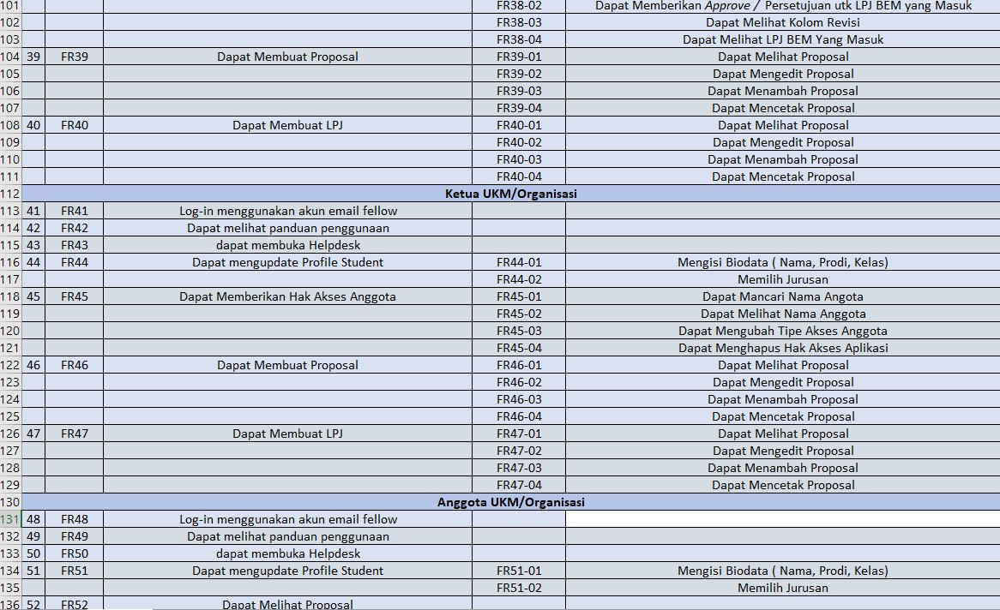 101 FR38-02 Dapat Memberikan Approve / Persetujuan utk LPJ BEM yang Masuk
102 FR38-03 Dapat Melihat Kolom Revisi
103 FR38-04 Dapat Melihat LPJ BEM Yang Masuk
104 39 FR39 Dapat Membuat Proposal FR39-01 Dapat Melihat Proposal
105 FR39-02 Dapat Mengedit Proposal
106 FR39-03 Dapat Menambah Proposal
107 FR39-04 Dapat Mencetak Proposal
108 40 FR40 Dapat Membuat LPJ FR40-01 Dapat Melihat Proposal
109 FR40-02 Dapat Mengedit Proposal
110 FR40-03 Dapat Menambah Proposal
111 FR40-04 Dapat Mencetak Proposal
112 Ketua UKM/Organisasi
113 41 FR41 Log-in menggunakan akun email fellow
114 42 FR42 Dapat melihat panduan penggunaan
115 43 FR43 dapat membuka Helpdesk
116 44 FR44 Dapat mengupdate Profile Student FR44-01 Mengisi Biodata ( Nama, Prodi, Kelas)
117 FR44-02 Memilih Jurusan
118 45 FR45 Dapat Memberikan Hak Akses Anggota FR45-01 Dapat Mancari Nama Angota
119 FR45-02 Dapat Melihat Nama Anggota
120 FR45-03 Dapat Mengubah Tipe Akses Anggota
121 FR45-04 Dapat Menghapus Hak Akses Aplikasi
122 46 FR46 Dapat Membuat Proposal FR46-01 Dapat Melihat Proposal
123 FR46-02 Dapat Mengedit Proposal
124 FR46-03 Dapat Menambah Proposal
125 FR46-04 Dapat Mencetak Proposal
126 47 FR47 Dapat Membuat LPJ FR47-01 Dapat Melihat Proposal
127 FR47-02 Dapat Mengedit Proposal
128 FR47-03 Dapat Menambah Proposal
129 FR47-04 Dapat Mencetak Proposal
130 Anggota UKM/Organisasi
131 48 FR48 Log-in menggunakan akun email fellow
132 49 FR49 Dapat melihat panduan penggunaan
133 50 FR50 dapat membuka Helpdesk
134 51 FR51 Dapat mengupdate Profile Student FR51-01 Mengisi Biodata ( Nama, Prodi, Kelas)
135 FR51-02 Memilih Jurusan
136 52 FR52 Dapat Melihat Proposal